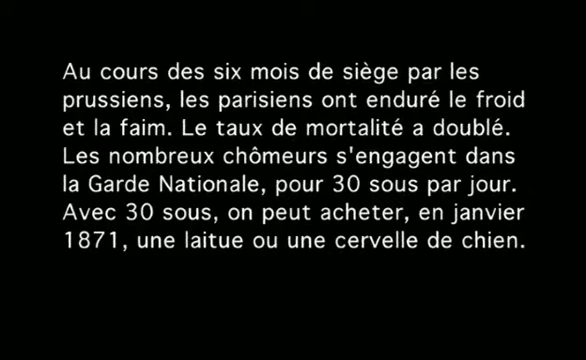 Au cours des six mois de siège par les
prussiens, les parisiens ont enduré le froid
et la faim. Le taux de mortalité a doublé.
Les nombreux chômeurs s'engagent dans
la Garde Nationale, pour 30 sous par jour.
Avec 30 sous, on peut acheter, en janvier
1871, une laitue ou une cervelle de chien.